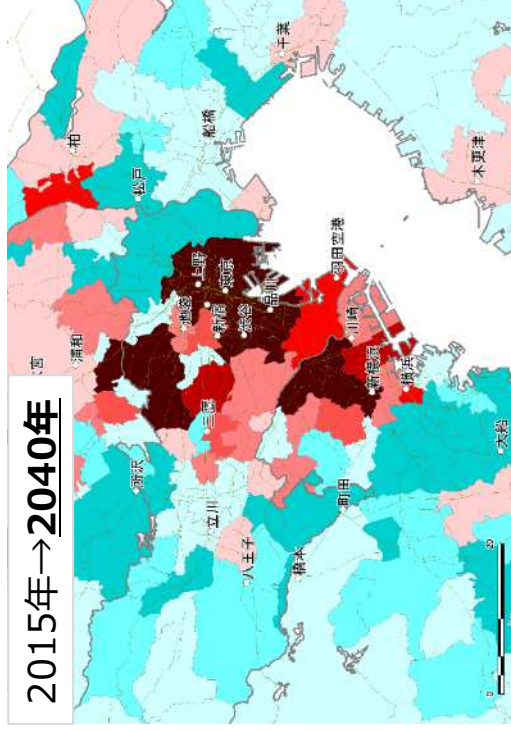 2015年→2040年
宮
浦和
柏
所沢
松戸
池袋
上野
船橋
千葉
三鷹
新宿
東京
立川
渋谷
八王子
品川
羽田空港
橋本
川崎
町田
新横浜
木更津
横浜
大船
0
20